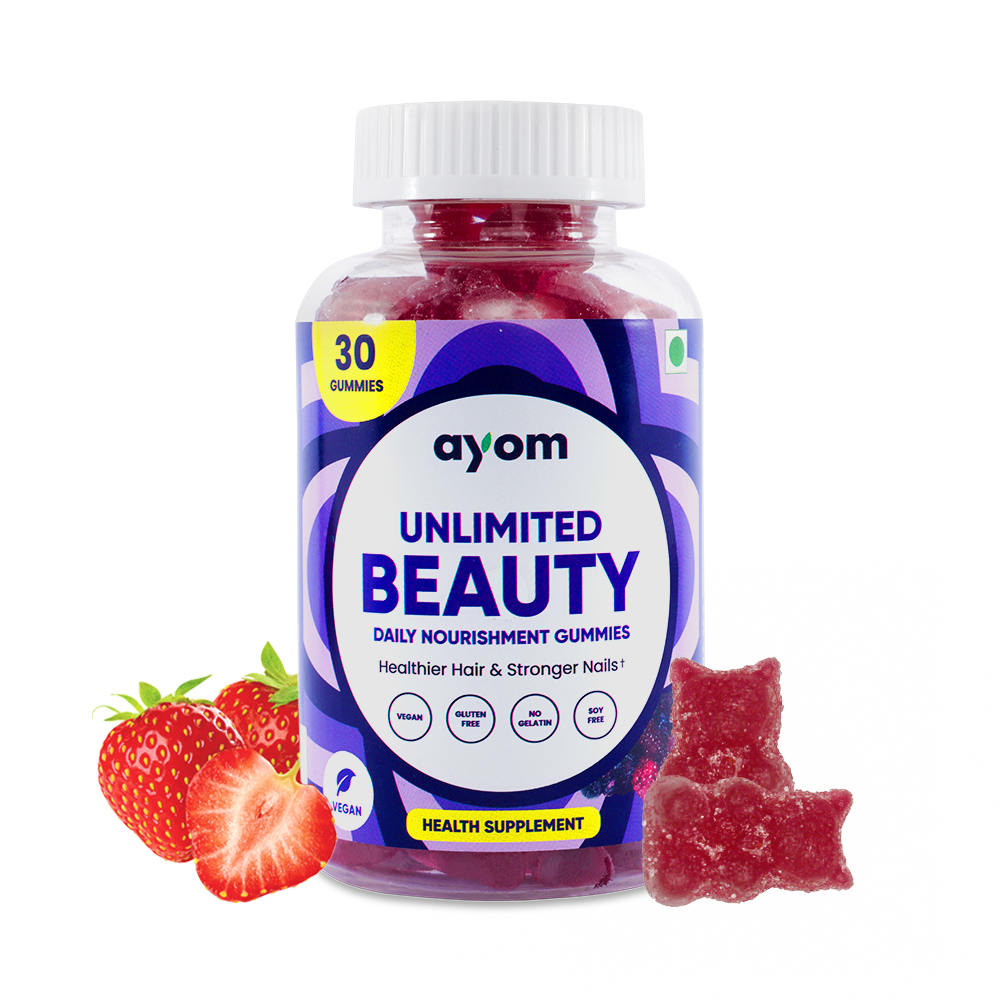 30
GUMMIES
ayom
UNLIMITED
BEAUTY
DAILY NOURISHMENT GUMMIES
Healthier Hair & Stronger Nails†
VEGAN
GLUTEN
FREE
NO
GELATIN
SOY
FREE
VEGAN
HEALTH SUPPLEMENT